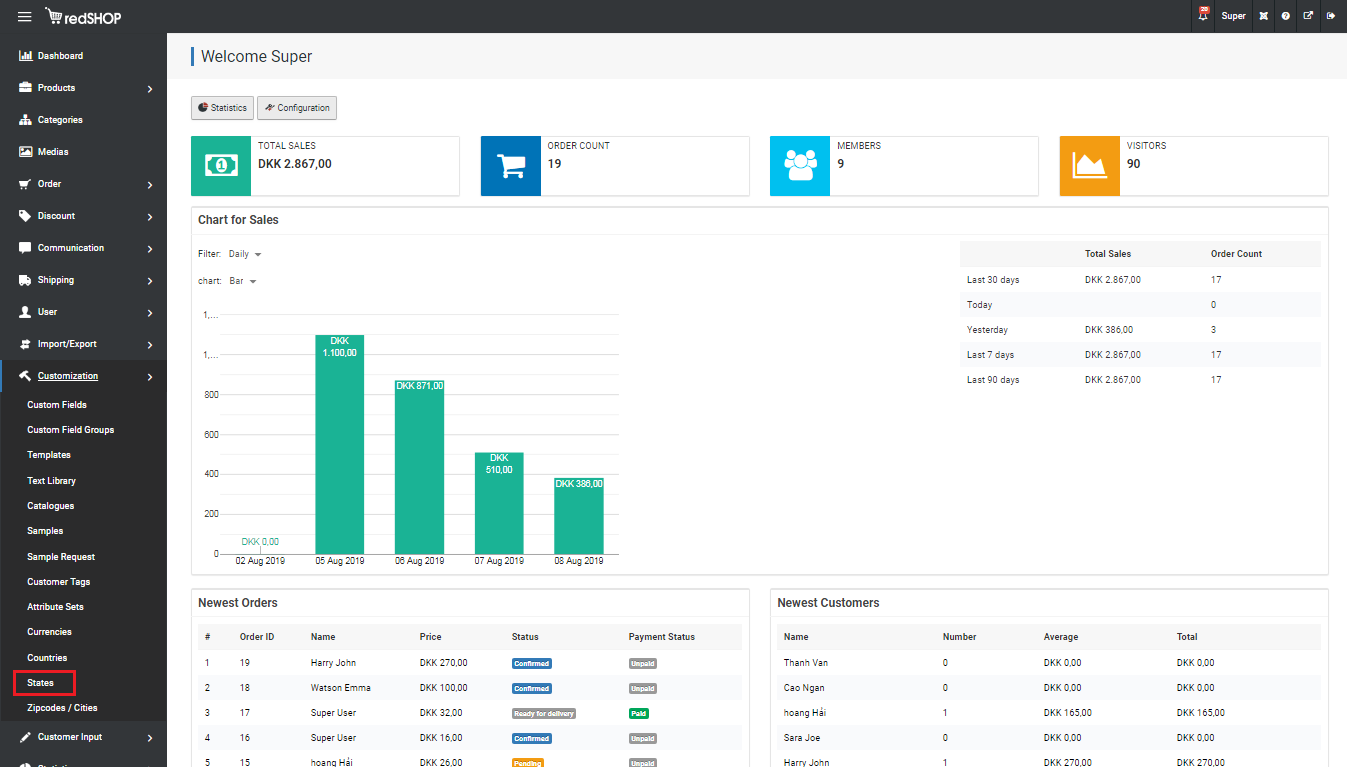 redSHOP
20
Super
Dashboard
Products
Categories
Medias
Order
Discount
Communication
Shipping
User
Import/Export
Customization
Custom Fields
Custom Field Groups
Templates
Text Library
Catalogues
Samples
Sample Request
Customer Tags
Attribute Sets
Currencies
Countries
States
Zipcodes / Cities
Customer Input
Welcome Super
Statistics
Configuration
TOTAL SALES
DKK 2.867,00
ORDER COUNT
19
MEMBERS
9
VISITORS
90
Chart for Sales
Filter: Daily
chart: Bar
1,...
1,...
800
600
400
200
0
DKK 0,00
DKK
1.100,00
DKK 871,00
DKK
510,00
DKK 386,00
02 Aug 2019 05 Aug 2019 06 Aug 2019 07 Aug 2019 08 Aug 2019
Total Sales Order Count
Last 30 days DKK 2.867,00 17
Today 0
Yesterday DKK 386,00 3
Last 7 days DKK 2.867,00 17
Last 90 days DKK 2.867,00 17
Newest Orders
# Order ID Name Price Status Payment Status
1 19 Harry John DKK 270,00 Confirmed Unpaid
2 18 Watson Emma DKK 100,00 Confirmed Unpaid
3 17 Super User DKK 32,00 Ready for delivery Paid
4 16 Super User DKK 16,00 Confirmed Unpaid
5 15 hoang Hải DKK 26,00 Pending Unpaid
Newest Customers
Name Number Average Total
Thanh Van 0 DKK 0,00 DKK 0,00
Cao Ngan 0 DKK 0,00 DKK 0,00
hoang Hải 1 DKK 165,00 DKK 165,00
Sara Joe 0 DKK 0,00 DKK 0,00
Harry John 1 DKK 270,00 DKK 270,00